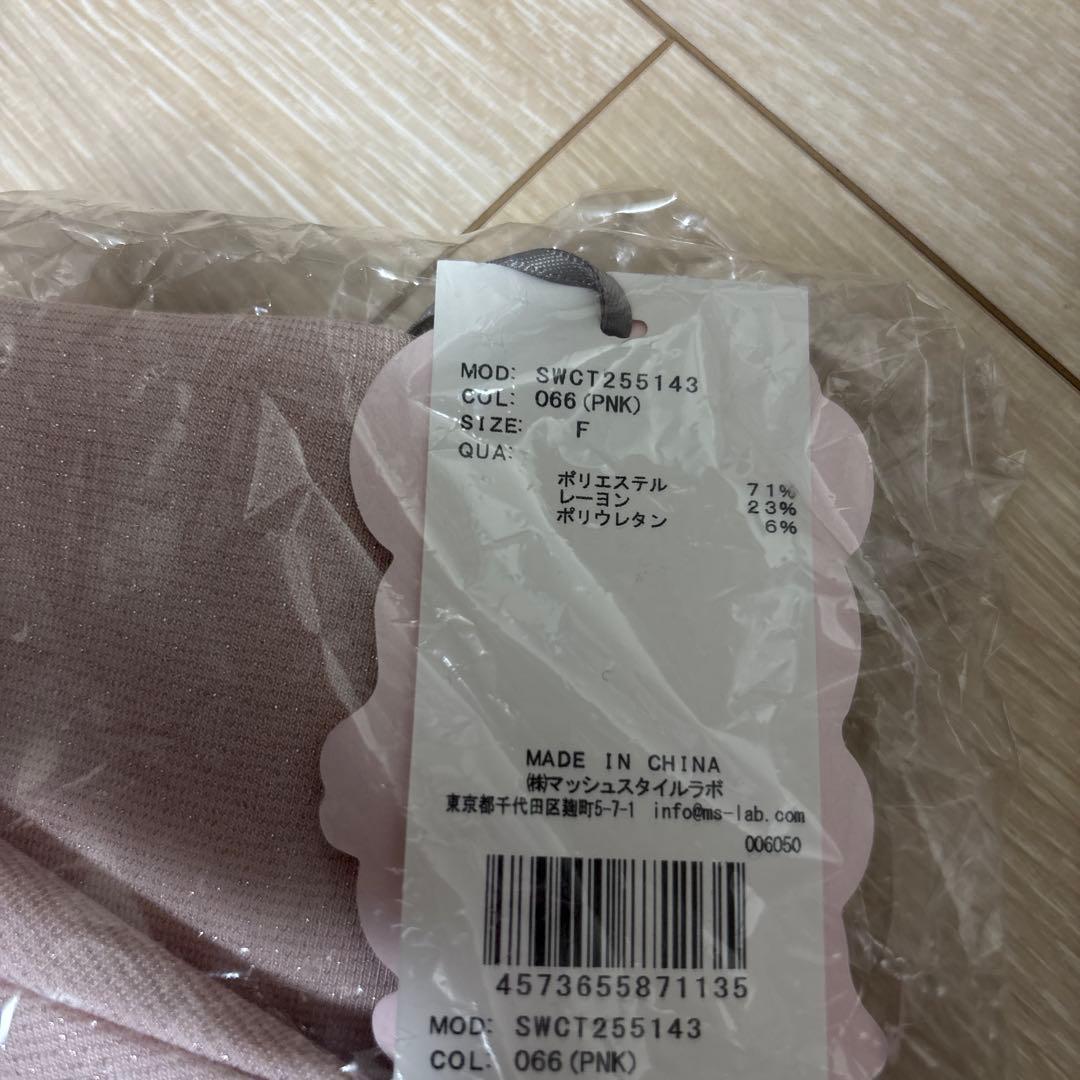 MOD: SWCT255143
COL: 066(PNK)
SIZE: F
QUA:
ポリエステル 71%
レーヨン 23%
ポリウレタン 6%
MADE IN CHINA
㈱マッシュスタイルラボ
東京都千代田区麹町5-7-1 info@ms-lab.com
006050
4573655871135
MOD: SWCT255143
COL: 066(PNK)